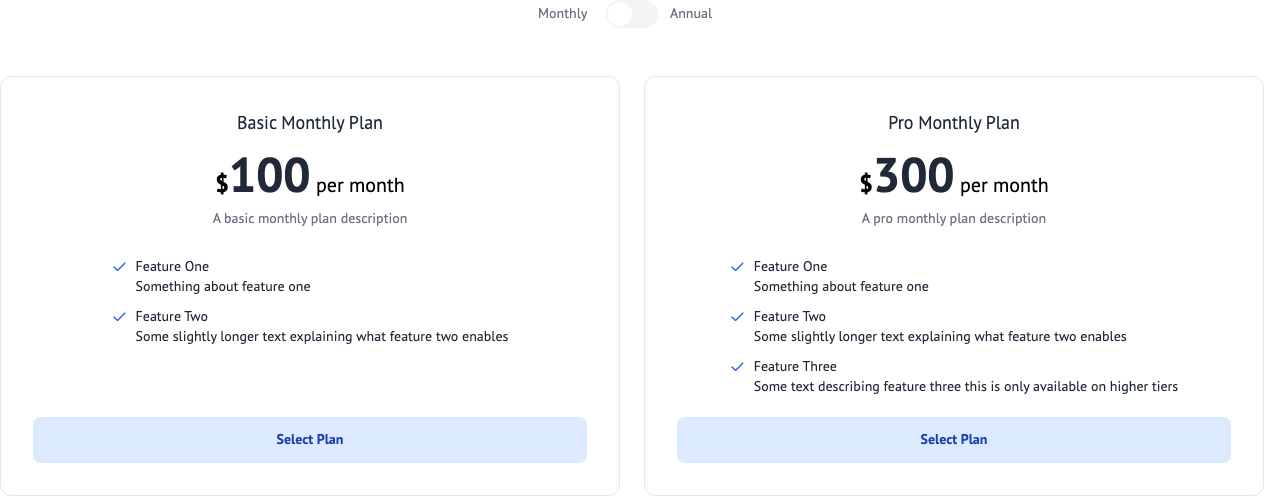 Monthly Annual
Basic Monthly Plan
$100 per month
A basic monthly plan description
Feature One
Something about feature one
Feature Two
Some slightly longer text explaining what feature two enables
Select Plan
Pro Monthly Plan
$300 per month
A pro monthly plan description
Feature One
Something about feature one
Feature Two
Some slightly longer text explaining what feature two enables
Feature Three
Some text describing feature three this is only available on higher tiers
Select Plan